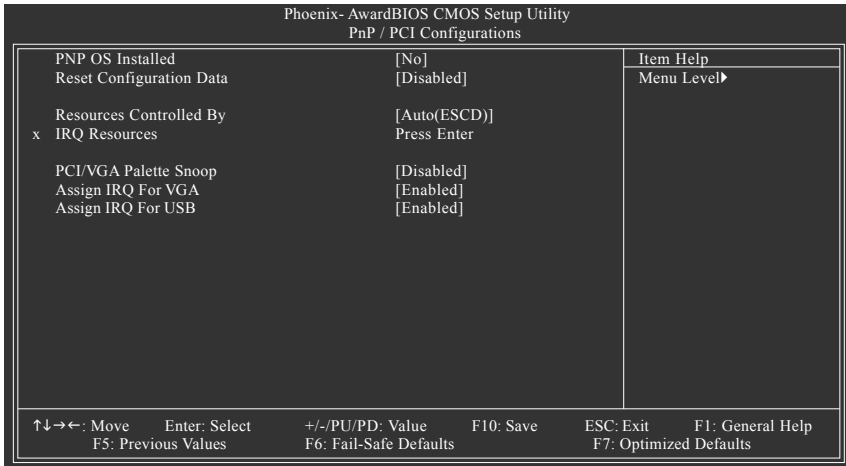 Phoenix- AwardBIOS CMOS Setup Utility
PnP / PCI Configurations
PNP OS Installed [No]
Reset Configuration Data [Disabled]
Resources Controlled By [Auto(ESCD)]
x IRQ Resources Press Enter
PCI/VGA Palette Snoop [Disabled]
Assign IRQ For VGA [Enabled]
Assign IRQ For USB [Enabled]
Item Help
Menu Level▶
↑↓→←: Move Enter: Select +/-/PU/PD: Value F10: Save ESC: Exit F1: General Help
F5: Previous Values F6: Fail-Safe Defaults F7: Optimized Defaults